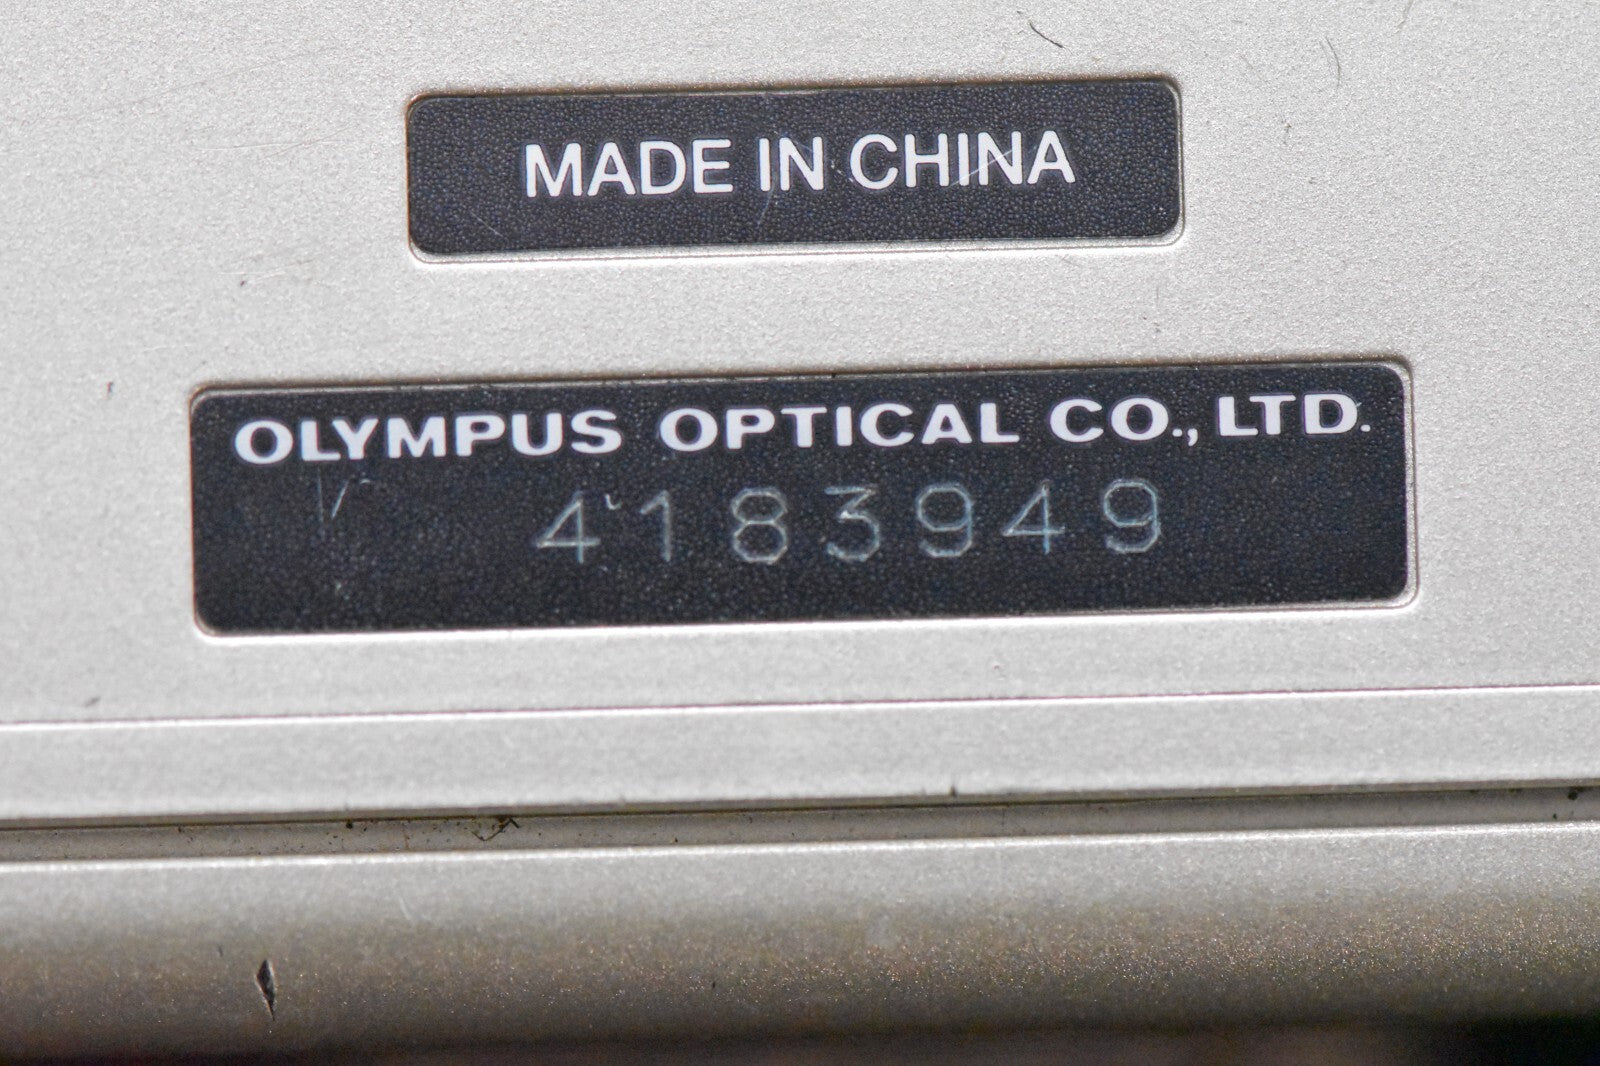 MADE IN CHINA
OLYMPUS OPTICAL CO., LTD.
4183949